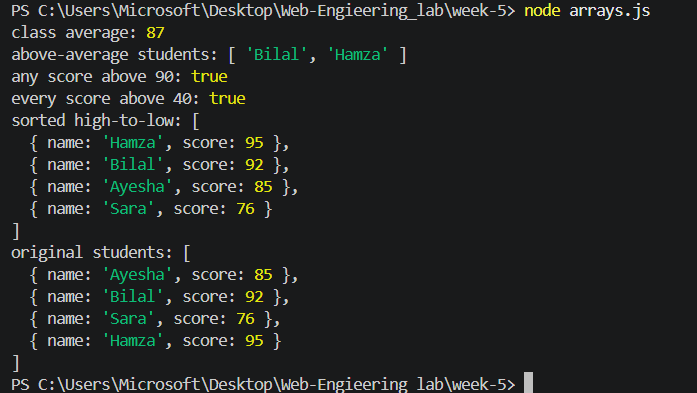 PS C:\Users\Microsoft\Desktop\Web-Engieering_lab\week-5> node arrays.js
class average: 87
above-average students: [ 'Bilal', 'Hamza' ]
any score above 90: true
every score above 40: true
sorted high-to-low: [
  { name: 'Hamza', score: 95 },
  { name: 'Bilal', score: 92 },
  { name: 'Ayesha', score: 85 },
  { name: 'Sara', score: 76 }
]
original students: [
  { name: 'Ayesha', score: 85 },
  { name: 'Bilal', score: 92 },
  { name: 'Sara', score: 76 },
  { name: 'Hamza', score: 95 }
]
PS C:\Users\Microsoft\Desktop\Web-Engieering_lab\week-5>